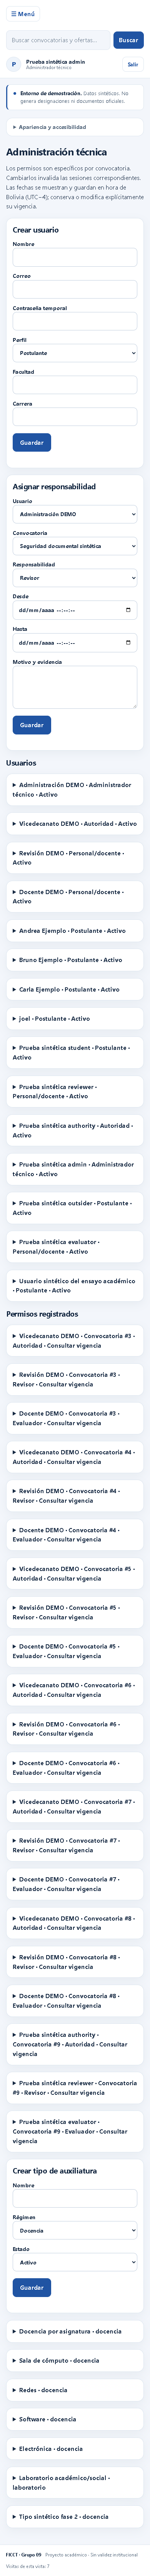 ☰ Menú
Buscar convocatorias y ofertas...
Buscar
P
Prueba sintética admin
Administrador técnico
Salir
Entorno de demostración. Datos sintéticos. No
genera designaciones ni documentos oficiales.
▶ Apariencia y accesibilidad
Administración técnica
Los permisos son específicos por convocatoria.
Cambiarlos invalida las sesiones correspondientes.
Las fechas se muestran y guardan en hora de
Bolivia (UTC−4); conserva o modifica únicamente
su vigencia.
Crear usuario
Nombre
Correo
Contraseña temporal
Perfil
Postulante
Facultad
Carrera
Guardar
Asignar responsabilidad
Usuario
Administración DEMO
Convocatoria
Seguridad documental sintética
Responsabilidad
Revisor
Desde
dd/mm/aaaa --:--
Hasta
dd/mm/aaaa --:--
Motivo y evidencia
Guardar
Usuarios
▶ Administración DEMO • Administrador
técnico • Activo
▶ Vicedecanato DEMO • Autoridad • Activo
▶ Revisión DEMO • Personal/docente •
Activo
▶ Docente DEMO • Personal/docente •
Activo
▶ Andrea Ejemplo • Postulante • Activo
▶ Bruno Ejemplo • Postulante • Activo
▶ Carla Ejemplo • Postulante • Activo
▶ joel • Postulante • Activo
▶ Prueba sintética student • Postulante •
Activo
▶ Prueba sintética reviewer •
Personal/docente • Activo
▶ Prueba sintética authority • Autoridad •
Activo
▶ Prueba sintética admin • Administrador
técnico • Activo
▶ Prueba sintética outsider • Postulante •
Activo
▶ Prueba sintética evaluator •
Personal/docente • Activo
▶ Usuario sintético del ensayo académico
• Postulante • Activo
Permisos registrados
▶ Vicedecanato DEMO • Convocatoria #3 •
Autoridad • Consultar vigencia
▶ Revisión DEMO • Convocatoria #3 •
Revisor • Consultar vigencia
▶ Docente DEMO • Convocatoria #3 •
Evaluador • Consultar vigencia
▶ Vicedecanato DEMO • Convocatoria #4 •
Autoridad • Consultar vigencia
▶ Revisión DEMO • Convocatoria #4 •
Revisor • Consultar vigencia
▶ Docente DEMO • Convocatoria #4 •
Evaluador • Consultar vigencia
▶ Vicedecanato DEMO • Convocatoria #5 •
Autoridad • Consultar vigencia
▶ Revisión DEMO • Convocatoria #5 •
Revisor • Consultar vigencia
▶ Docente DEMO • Convocatoria #5 •
Evaluador • Consultar vigencia
▶ Vicedecanato DEMO • Convocatoria #6 •
Autoridad • Consultar vigencia
▶ Revisión DEMO • Convocatoria #6 •
Revisor • Consultar vigencia
▶ Docente DEMO • Convocatoria #6 •
Evaluador • Consultar vigencia
▶ Vicedecanato DEMO • Convocatoria #7 •
Autoridad • Consultar vigencia
▶ Revisión DEMO • Convocatoria #7 •
Revisor • Consultar vigencia
▶ Docente DEMO • Convocatoria #7 •
Evaluador • Consultar vigencia
▶ Vicedecanato DEMO • Convocatoria #8 •
Autoridad • Consultar vigencia
▶ Revisión DEMO • Convocatoria #8 •
Revisor • Consultar vigencia
▶ Docente DEMO • Convocatoria #8 •
Evaluador • Consultar vigencia
▶ Prueba sintética authority •
Convocatoria #9 • Autoridad • Consultar
vigencia
▶ Prueba sintética reviewer • Convocatoria
#9 • Revisor • Consultar vigencia
▶ Prueba sintética evaluator •
Convocatoria #9 • Evaluador • Consultar
vigencia
Crear tipo de auxiliatura
Nombre
Régimen
Docencia
Estado
Activo
Guardar
▶ Docencia por asignatura • docencia
▶ Sala de cómputo • docencia
▶ Redes • docencia
▶ Software • docencia
▶ Electrónica • docencia
▶ Laboratorio académico/social •
laboratorio
▶ Tipo sintético fase 2 • docencia
FICCT · Grupo 09 Proyecto académico · Sin validez institucional
Visitas de esta vista: 7